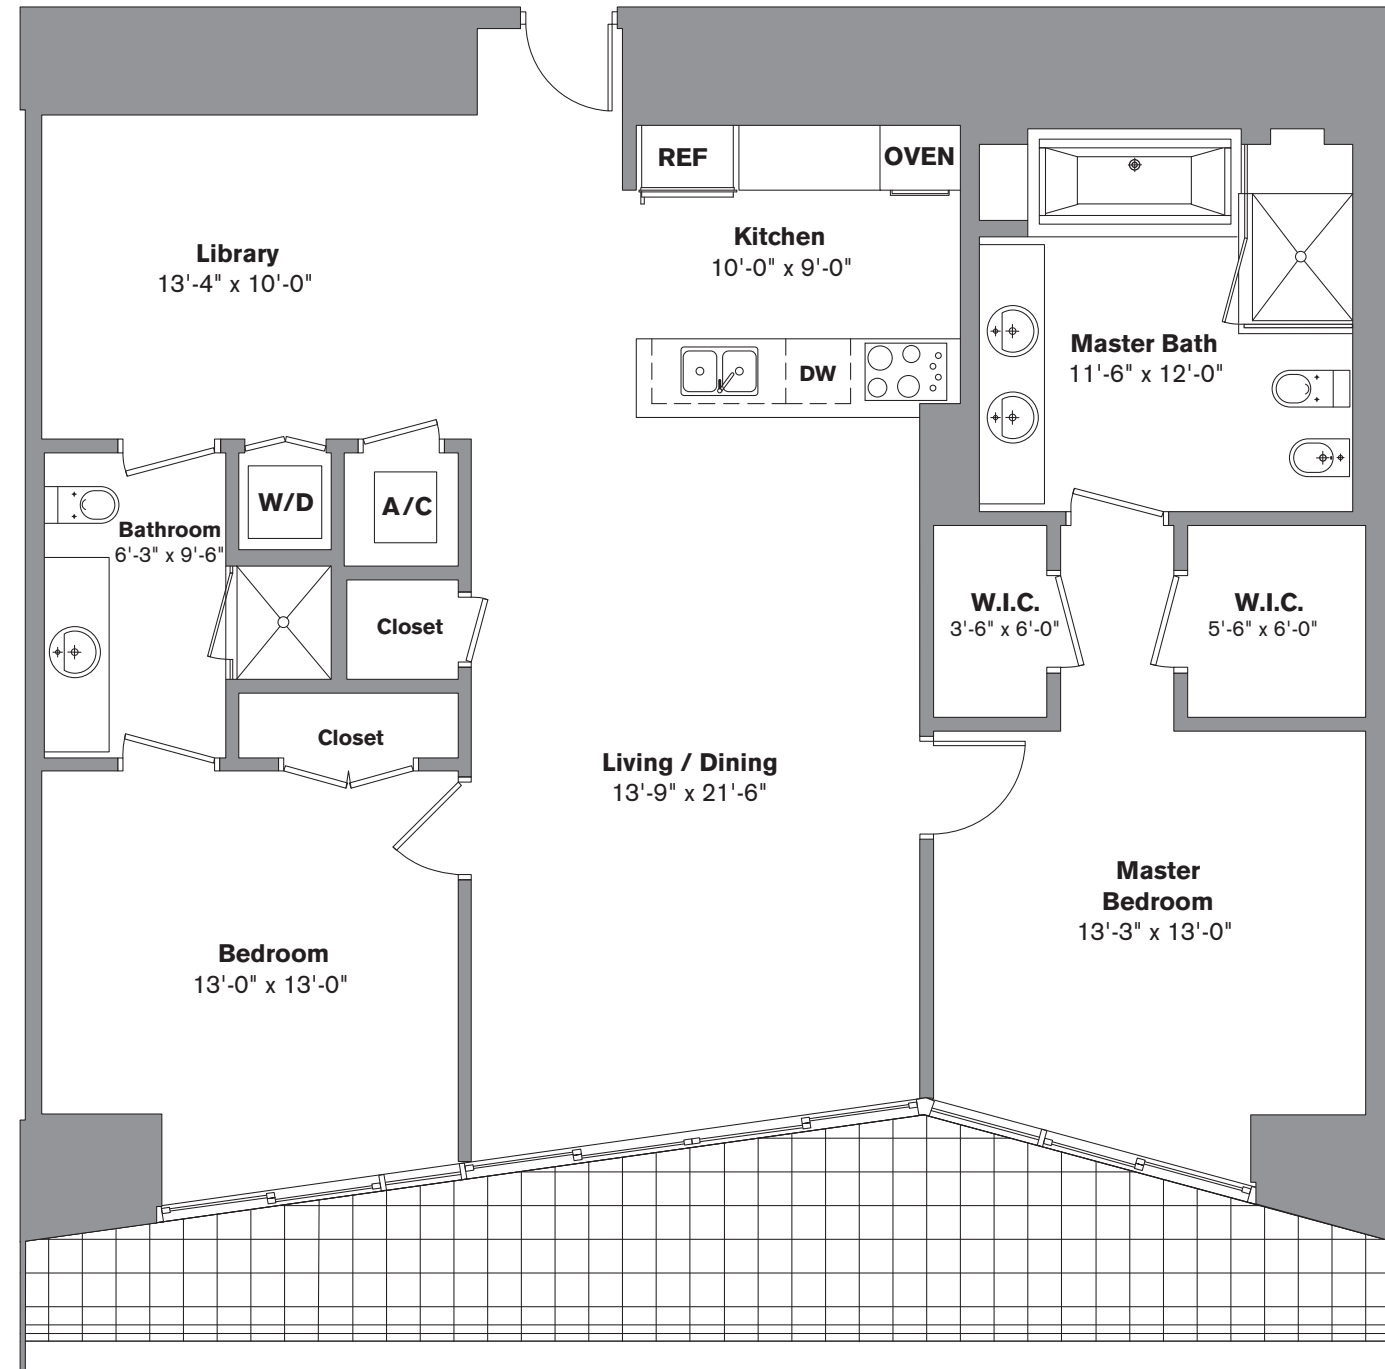 REF
OVEN
Library
13'-4" x 10'-0"
Kitchen
10'-0" x 9'-0"
Master Bath
11'-6" x 12'-0"
DW
W/D
A/C
Bathroom
6'-3" x 9'-6"
Closet
W.I.C.
3'-6" x 6'-0"
W.I.C.
5'-6" x 6'-0"
Closet
Living / Dining
13'-9" x 21'-6"
Master
Bedroom
13'-3" x 13'-0"
Bedroom
13'-0" x 13'-0"